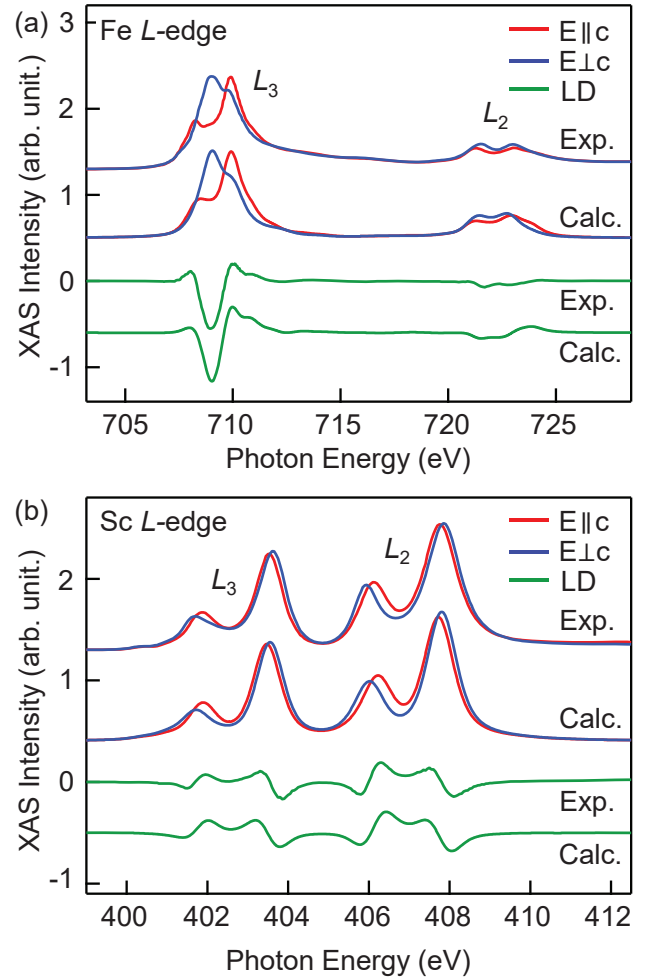 (a)
Fe L-edge
E∥c
E⊥c
LD
L3
L2
Exp.
Calc.
Exp.
Calc.
3
2
1
0
-1
XAS Intensity (arb. unit.)
705 710 715 720 725
Photon Energy (eV)
(b)
Sc L-edge
E∥c
E⊥c
LD
L3
L2
Exp.
Calc.
Exp.
Calc.
2
1
0
-1
XAS Intensity (arb. unit.)
400 402 404 406 408 410 412
Photon Energy (eV)